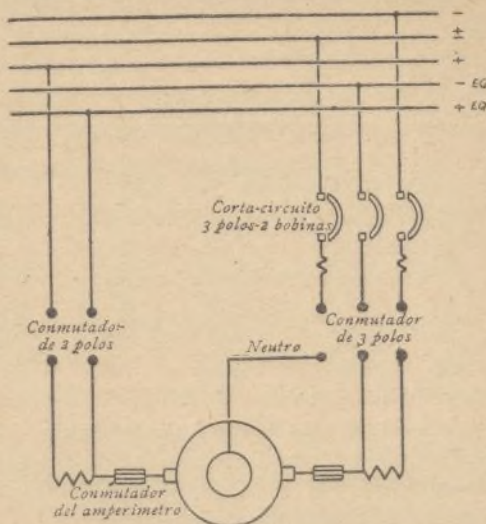 −
±
+
− EQ
+ EQ
Corta-circuito
3 polos-2 bobinas
Conmutador
de 2 polos
Conmutador
de 3 polos
Neutro
Conmutador
del amperímetro